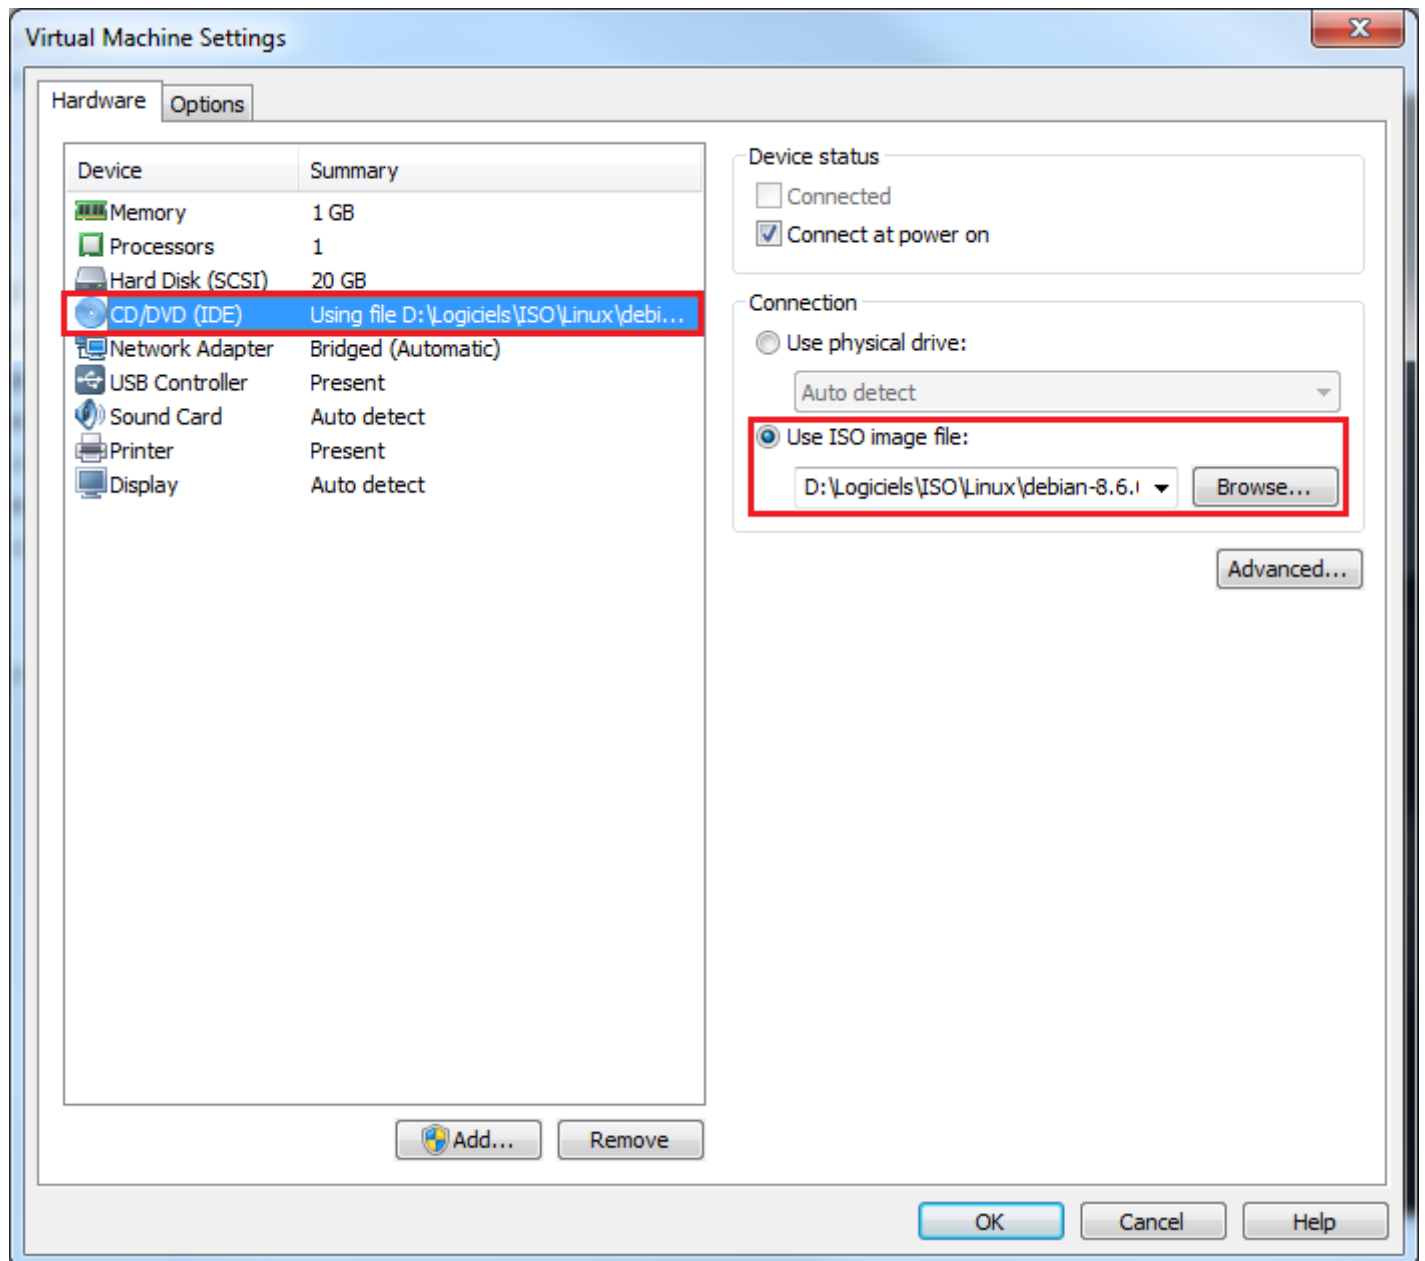 Virtual Machine Settings
Hardware
Options
Device Summary
Memory 1 GB
Processors 1
Hard Disk (SCSI) 20 GB
CD/DVD (IDE) Using file D:\Logiciels\ISO\Linux\debi...
Network Adapter Bridged (Automatic)
USB Controller Present
Sound Card Auto detect
Printer Present
Display Auto detect
Add...
Remove
Device status
Connected
Connect at power on
Connection
Use physical drive:
Auto detect
Use ISO image file:
D:\Logiciels\ISO\Linux\debian-8.6.
Browse...
Advanced...
OK
Cancel
Help